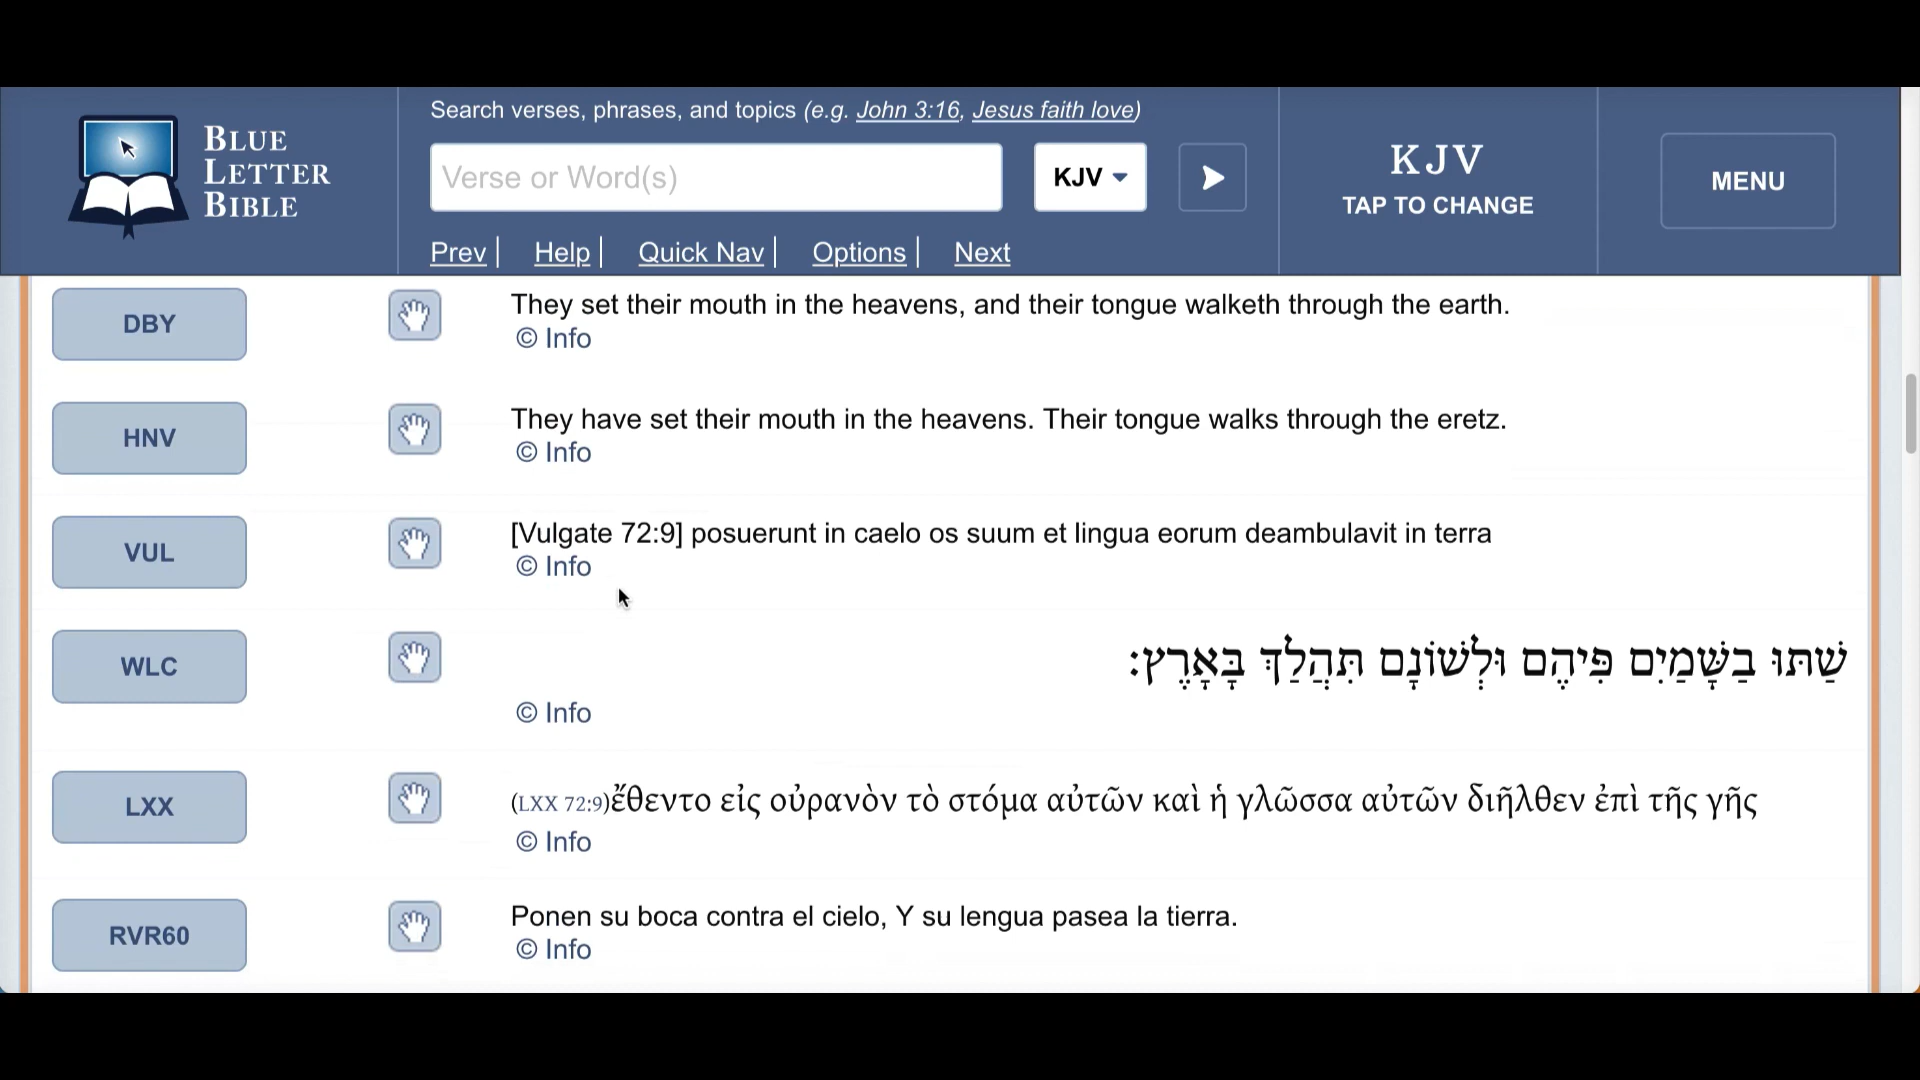 BLUE
LETTER
BIBLE
Search verses, phrases, and topics (e.g. John 3:16, Jesus faith love)
Verse or Word(s)
KJV
KJV
TAP TO CHANGE
MENU
Prev | Help | Quick Nav | Options | Next
DBY
They set their mouth in the heavens, and their tongue walketh through the earth.
© Info
HNV
They have set their mouth in the heavens. Their tongue walks through the eretz.
© Info
VUL
[Vulgate 72:9] posuerunt in caelo os suum et lingua eorum deambulavit in terra
© Info
WLC
שַׁתּוּ בַשָּׁמַיִם פִּיהֶם וּלְשׁוֹנָם תִּהֲלַךְ בָּאָרֶץ׃
© Info
LXX
(LXX 72:9)ἔθεντο εἰς οὐρανὸν τὸ στόμα αὐτῶν καὶ ἡ γλῶσσα αὐτῶν διῆλθεν ἐπὶ τῆς γῆς
© Info
RVR60
Ponen su boca contra el cielo, Y su lengua pasea la tierra.
© Info